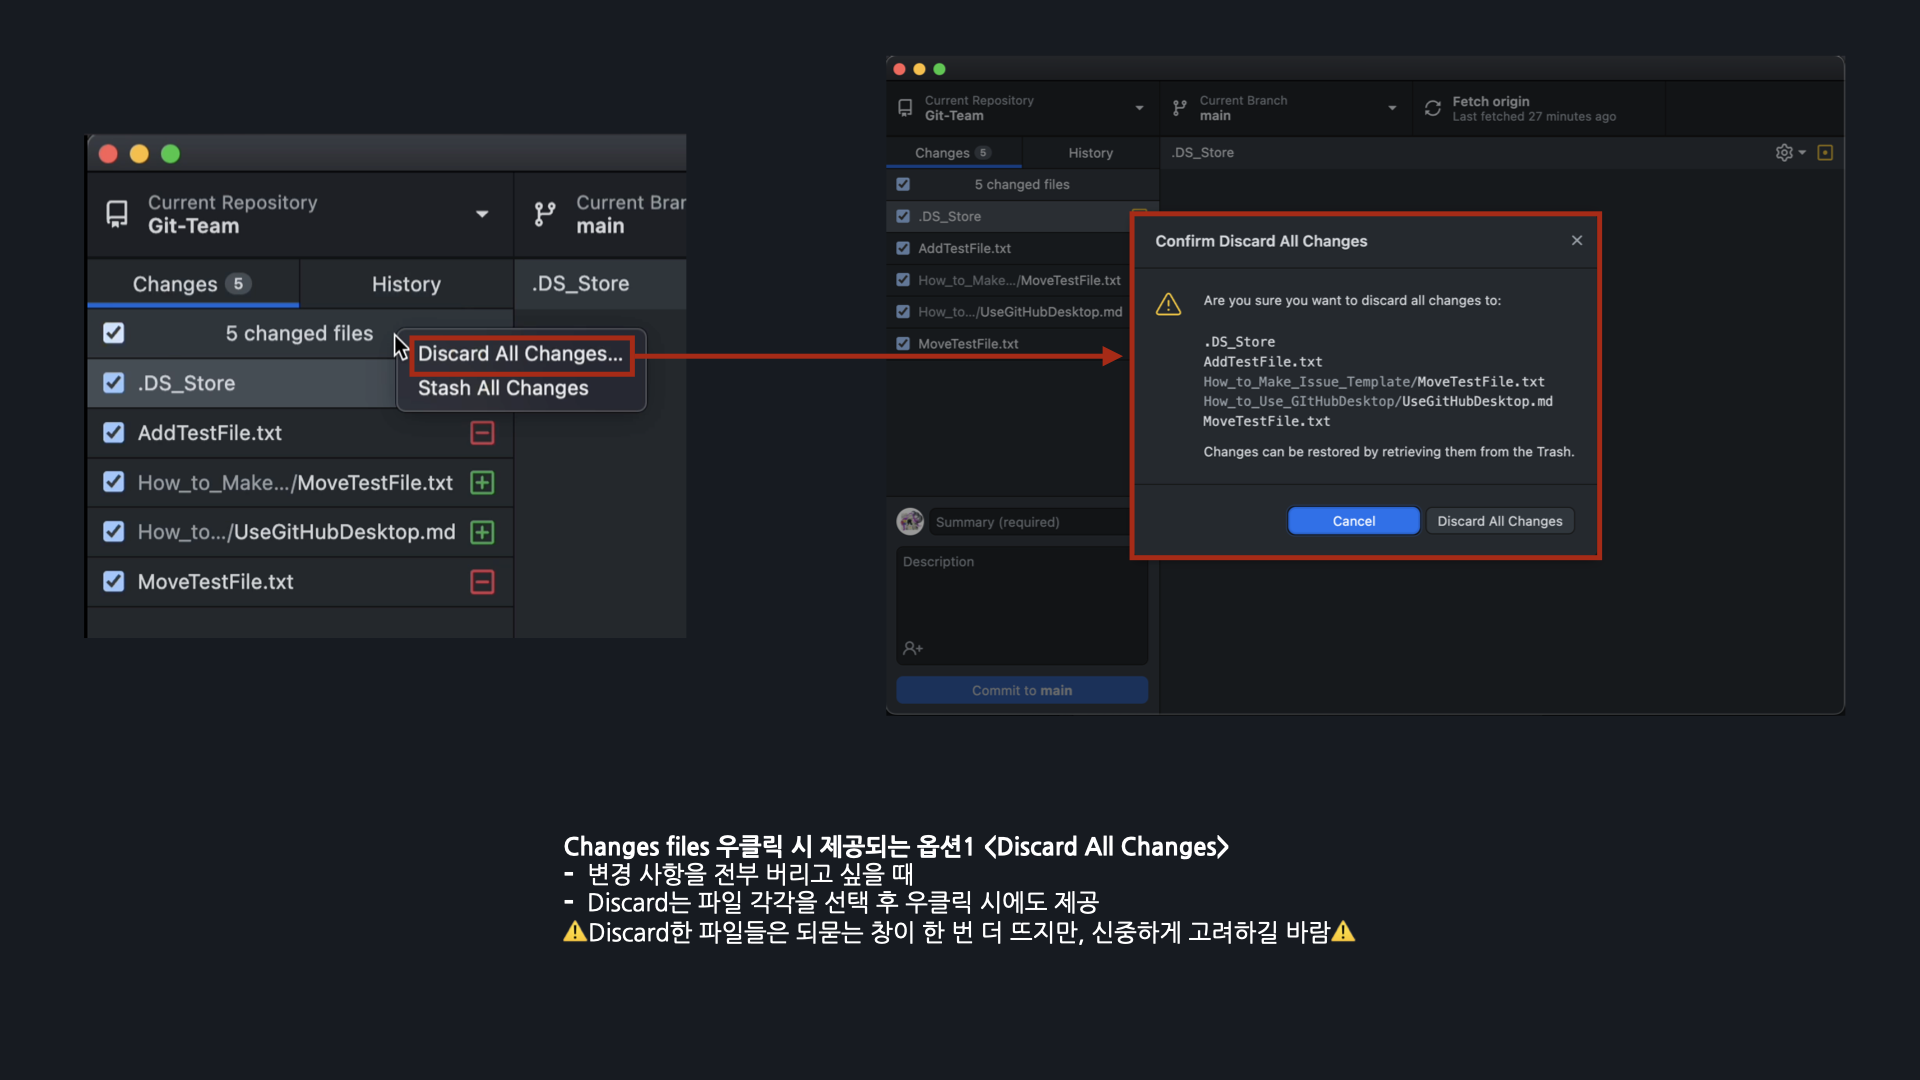 Current Repository
Git-Team
Current Bran
main
Changes 5
History
.DS_Store
5 changed files
Discard All Changes...
Stash All Changes
.DS_Store
AddTestFile.txt
How_to_Make.../MoveTestFile.txt
How_to.../UseGitHubDesktop.md
MoveTestFile.txt
Current Repository
Git-Team
Current Branch
main
Fetch origin
Last fetched 27 minutes ago
Changes 5
History
.DS_Store
5 changed files
.DS_Store
AddTestFile.txt
How_to_Make.../MoveTestFile.txt
How_to.../UseGitHubDesktop.md
MoveTestFile.txt
Confirm Discard All Changes
Are you sure you want to discard all changes to:
.DS_Store
AddTestFile.txt
How_to_Make_Issue_Template/MoveTestFile.txt
How_to_Use_GItHubDesktop/UseGitHubDesktop.md
MoveTestFile.txt
Changes can be restored by retrieving them from the Trash.
Cancel
Discard All Changes
Summary (required)
Description
Commit to main
Changes files 우클릭 시 제공되는 옵션1 <Discard All Changes>
- 변경 사항을 전부 버리고 싶을 때
- Discard는 파일 각각을 선택 후 우클릭 시에도 제공
⚠️Discard한 파일들은 되묻는 창이 한 번 더 뜨지만, 신중하게 고려하길 바람⚠️